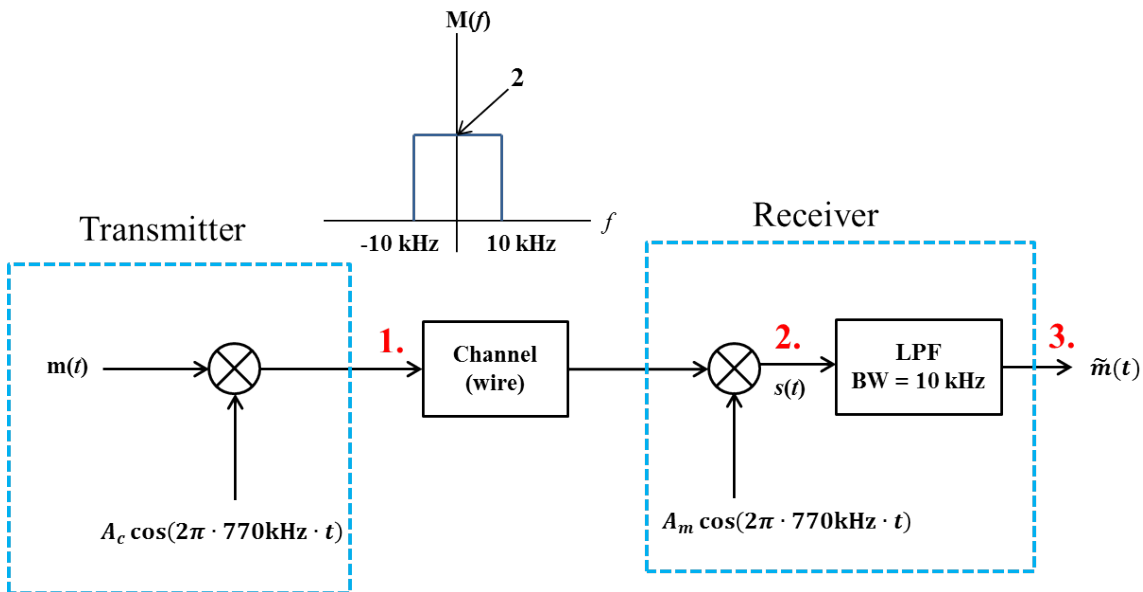 M(f)
2
-10 kHz
10 kHz
f
Transmitter
Receiver
m(t)
1.
Channel
(wire)
2.
s(t)
LPF
BW = 10 kHz
3.
m̃(t)
A_c cos(2π · 770kHz · t)
A_m cos(2π · 770kHz · t)